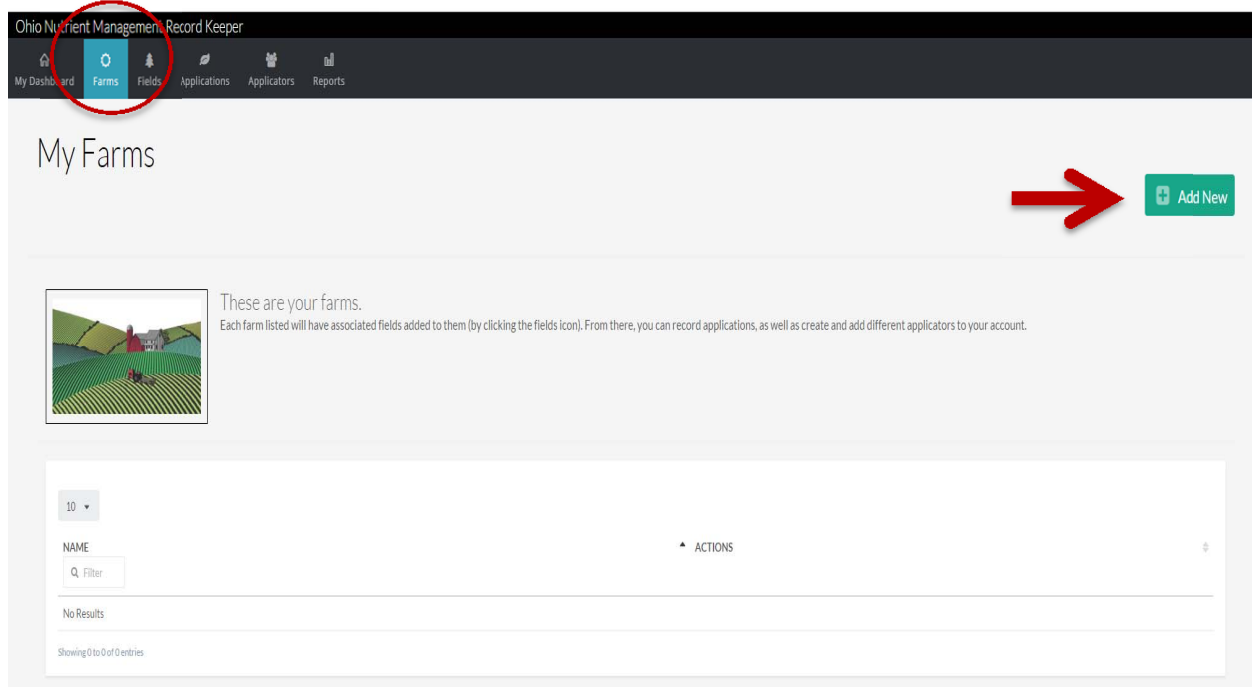 Ohio Nutrient Management Record Keeper
My Dashboard Farms Fields Applications Applicators Reports
My Farms
Add New
These are your farms.
Each farm listed will have associated fields added to them (by clicking the fields icon). From there, you can record applications, as well as create and add different applicators to your account.
10
NAME ACTIONS
Filter
No Results
Showing 0 to 0 of 0 entries